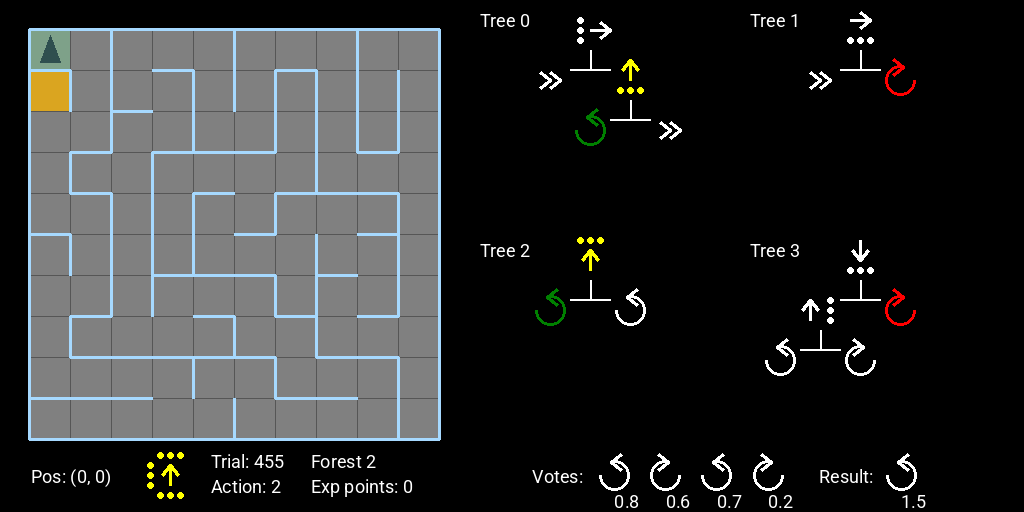 Tree 0
Tree 1
Tree 2
Tree 3
Pos: (0, 0)
Trial: 455
Forest 2
Action: 2
Exp points: 0
Votes:
0.8
0.6
0.7
0.2
Result:
1.5